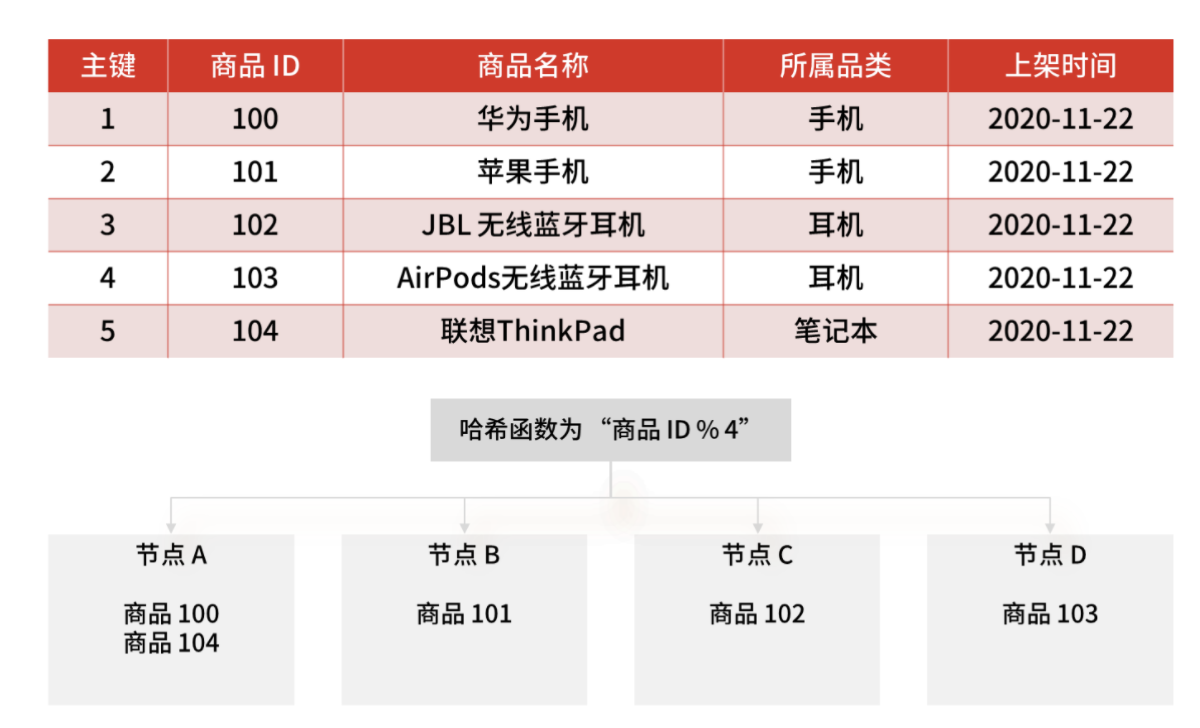 主键 商品 ID 商品名称 所属品类 上架时间
1 100 华为手机 手机 2020-11-22
2 101 苹果手机 手机 2020-11-22
3 102 JBL 无线蓝牙耳机 耳机 2020-11-22
4 103 AirPods无线蓝牙耳机 耳机 2020-11-22
5 104 联想ThinkPad 笔记本 2020-11-22
哈希函数为 “商品 ID % 4”
节点 A
商品 100
商品 104
节点 B
商品 101
节点 C
商品 102
节点 D
商品 103